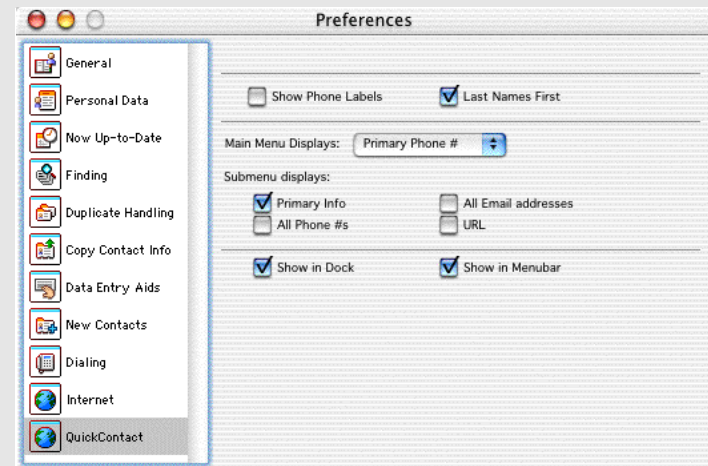 Preferences
General
Personal Data
Now Up-to-Date
Finding
Duplicate Handling
Copy Contact Info
Data Entry Aids
New Contacts
Dialing
Internet
QuickContact
Show Phone Labels Last Names First
Main Menu Displays: Primary Phone #
Submenu displays:
Primary Info All Email addresses
All Phone #s URL
Show in Dock Show in Menubar